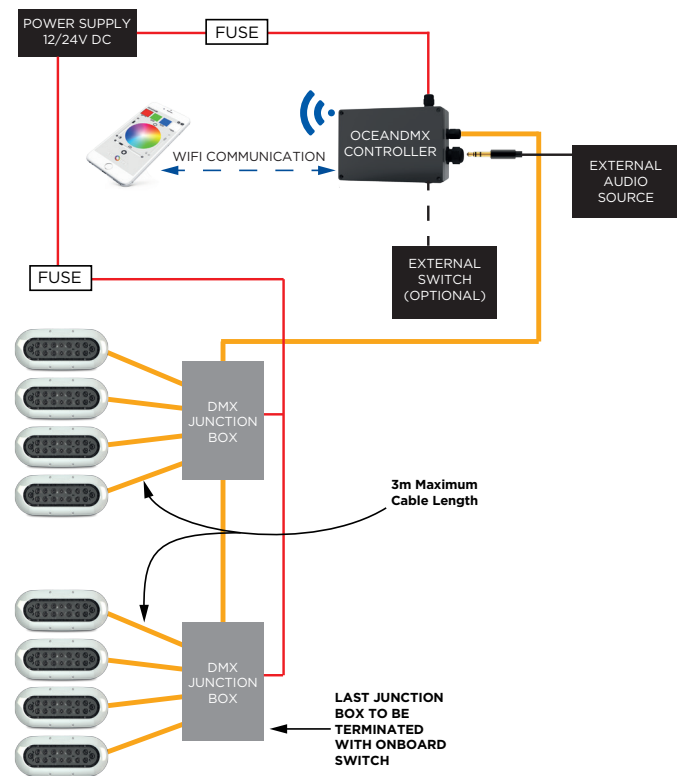 POWER SUPPLY
12/24V DC
FUSE
OCEANDMX
CONTROLLER
WIFI COMMUNICATION
EXTERNAL
AUDIO
SOURCE
EXTERNAL
SWITCH
(OPTIONAL)
FUSE
DMX
JUNCTION
BOX
3m Maximum
Cable Length
DMX
JUNCTION
BOX
LAST JUNCTION
BOX TO BE
TERMINATED
WITH ONBOARD
SWITCH